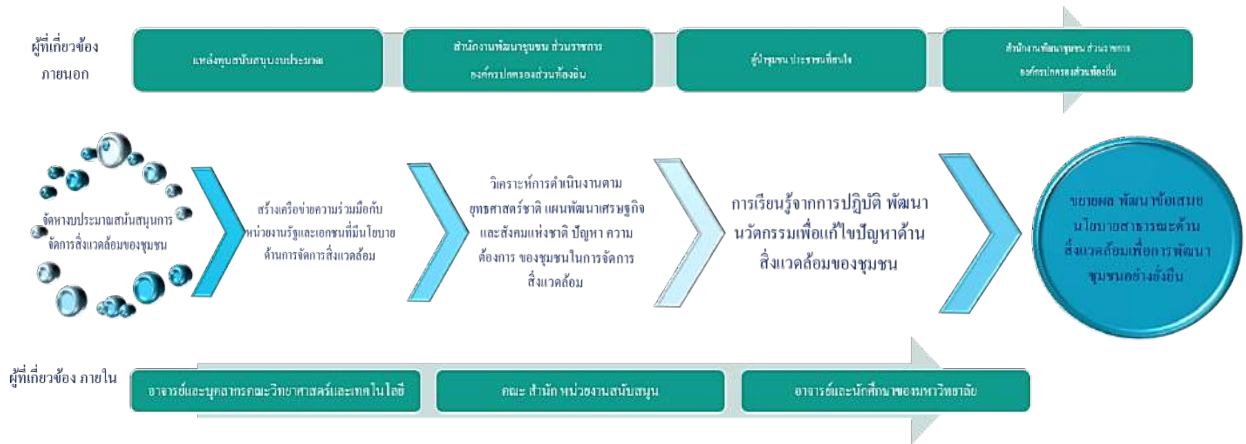 ผู้ที่เกี่ยวข้อง
ภายนอก
แหล่งทุนสนับสนุนงบประมาณ
สำนักงานพัฒนาชุมชน ส่วนราชการ
องค์กรปกครองส่วนท้องถิ่น
ผู้นำชุมชน ประชาชนที่สนใจ
สำนักงานพัฒนาชุมชน ส่วนราชการ
องค์กรปกครองส่วนท้องถิ่น
จัดหางบประมาณสนับสนุนการ
จัดการสิ่งแวดล้อมของชุมชน
สร้างเครือข่ายความร่วมมือกับ
หน่วยงานรัฐและเอกชนที่มีนโยบาย
ด้านการจัดการสิ่งแวดล้อม
วิเคราะห์การดำเนินงานตาม
ยุทธศาสตร์ชาติ แผนพัฒนาเศรษฐกิจ
และสังคมแห่งชาติ ปัญหา ความ
ต้องการ ของชุมชนในการจัดการ
สิ่งแวดล้อม
การเรียนรู้จากการปฏิบัติ พัฒนา
นวัตกรรมเพื่อแก้ไขปัญหาด้าน
สิ่งแวดล้อมของชุมชน
ขยายผล พัฒนาข้อเสนอ
นโยบายสาธารณะด้าน
สิ่งแวดล้อมเพื่อการพัฒนา
ชุมชนอย่างยั่งยืน
ผู้ที่เกี่ยวข้อง ภายใน
อาจารย์และบุคลากรคณะวิทยาศาสตร์และเทคโนโลยี
คณะ สำนัก หน่วยงานสนับสนุน
อาจารย์และนักศึกษาของมหาวิทยาลัย